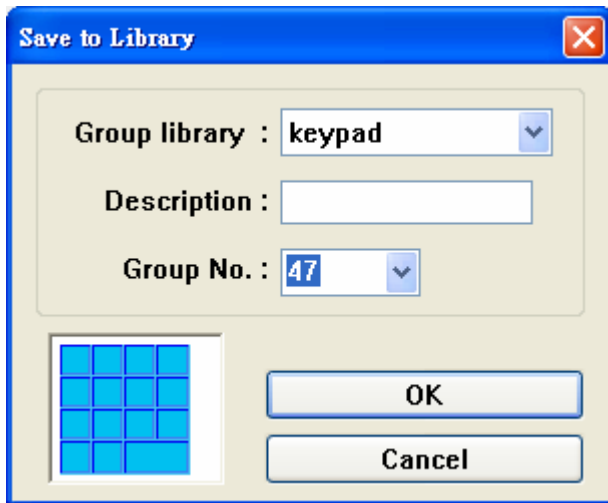 Save to Library
Group library : keypad
Description :
Group No. : 47
OK
Cancel